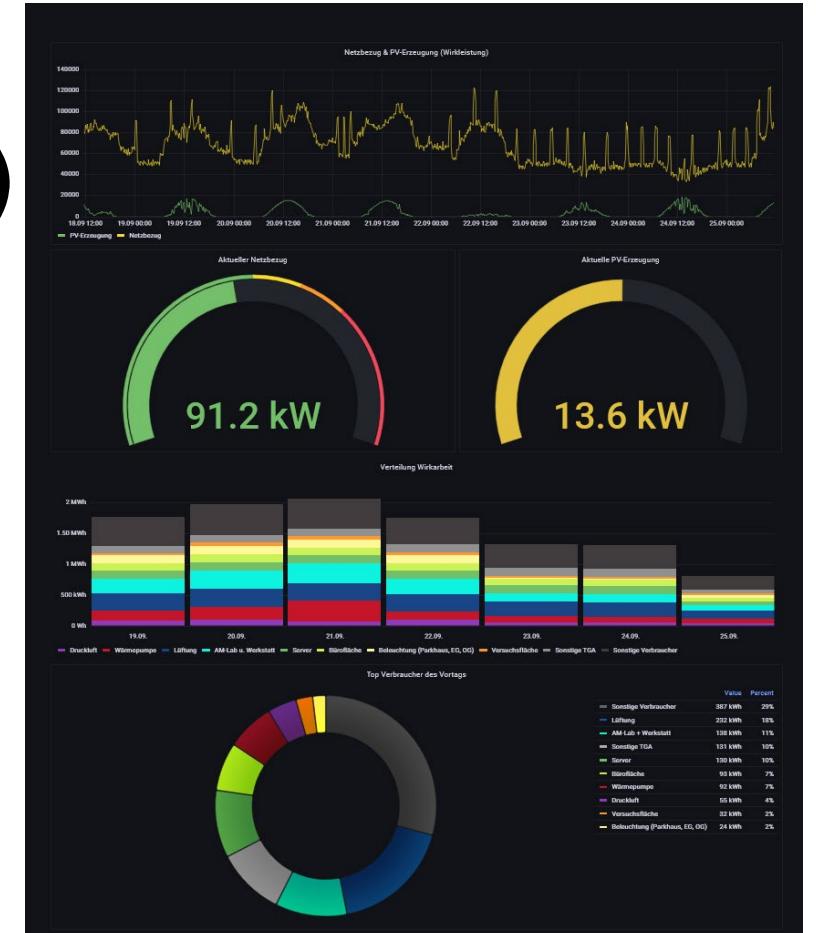 Netzbezug & PV-Erzeugung (Wirkleistung)
140000
120000
100000
80000
60000
40000
20000
0
18.09 12:00 19.09 00:00 19.09 12:00 20.09 00:00 20.09 12:00 21.09 00:00 21.09 12:00 22.09 00:00 22.09 12:00 23.09 00:00 23.09 12:00 24.09 00:00 24.09 12:00 25.09 00:00
PV-Erzeugung Netzbezug
Aktueller Netzbezug
91.2 kW
Aktuelle PV-Erzeugung
13.6 kW
Verteilung Wirkarbeit
2 MWh
1.50 MWh
1 MWh
500 kWh
0 Wh
19.09. 20.09. 21.09. 22.09. 23.09. 24.09. 25.09.
Druckluft Wärmepumpe Lüftung AM-Lab u. Werkstatt Server Bürofläche Beleuchtung (Parkhaus, EG, OG) Versuchsfläche Sonstige TGA Sonstige Verbraucher
Top Verbraucher des Vortags
Value Percent
Sonstige Verbraucher 387 kWh 29%
Lüftung 232 kWh 18%
AM-Lab + Werkstatt 138 kWh 11%
Sonstige TGA 131 kWh 10%
Server 130 kWh 10%
Bürofläche 93 kWh 7%
Wärmepumpe 92 kWh 7%
Druckluft 55 kWh 4%
Versuchsfläche 32 kWh 2%
Beleuchtung (Parkhaus, EG, OG) 24 kWh 2%